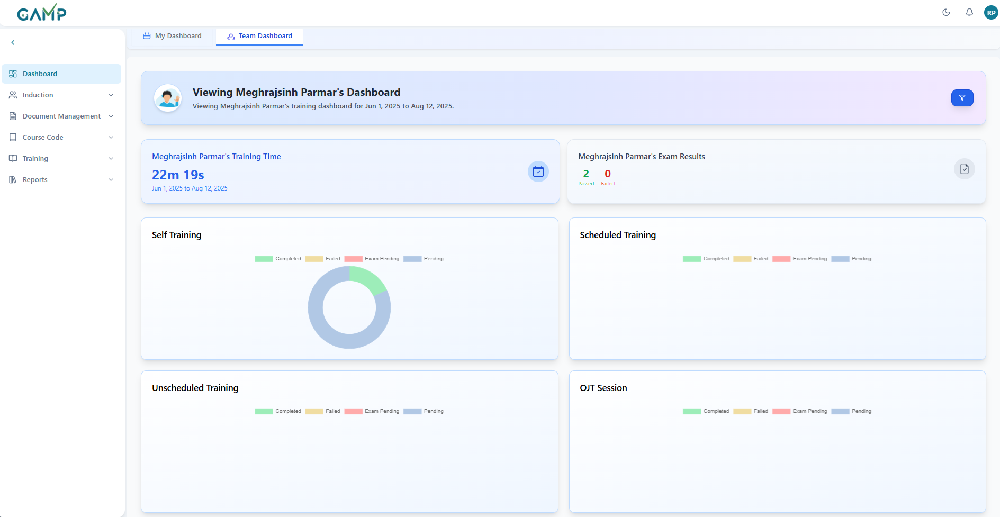 GAMP
RP
My Dashboard
Team Dashboard
Dashboard
Induction
Document Management
Course Code
Training
Reports
Viewing Meghrajsinh Parmar's Dashboard
Viewing Meghrajsinh Parmar's training dashboard for Jun 1, 2025 to Aug 12, 2025.
Meghrajsinh Parmar's Training Time
22m 19s
Jun 1, 2025 to Aug 12, 2025
Meghrajsinh Parmar's Exam Results
2 0
Passed Failed
Self Training
Completed Failed Exam Pending Pending
Scheduled Training
Completed Failed Exam Pending Pending
Unscheduled Training
Completed Failed Exam Pending Pending
OJT Session
Completed Failed Exam Pending Pending